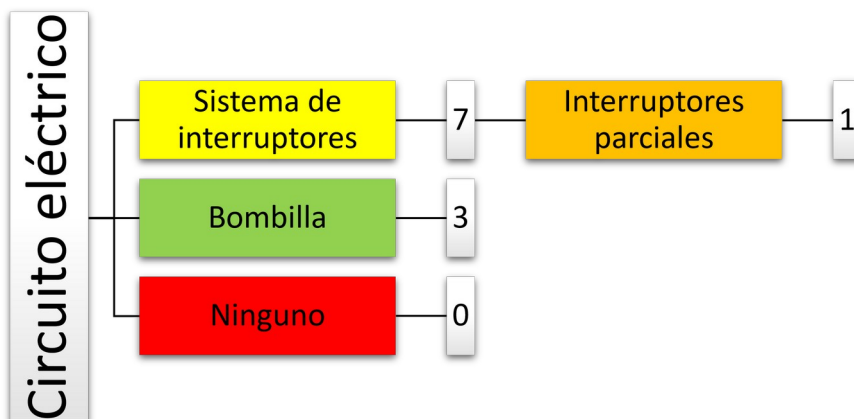 Circuito eléctrico
Sistema de
interruptores
7
Interruptores
parciales
1
Bombilla
3
Ninguno
0